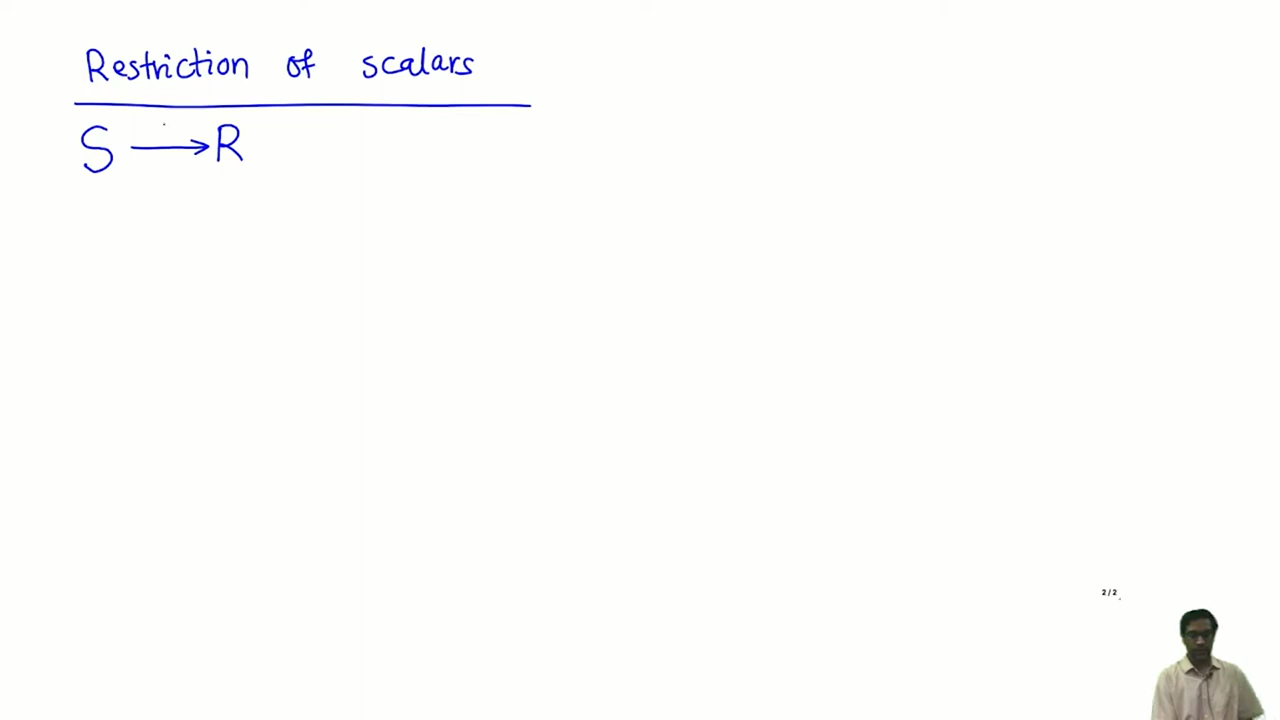 Restriction of scalars
S → R
2/2